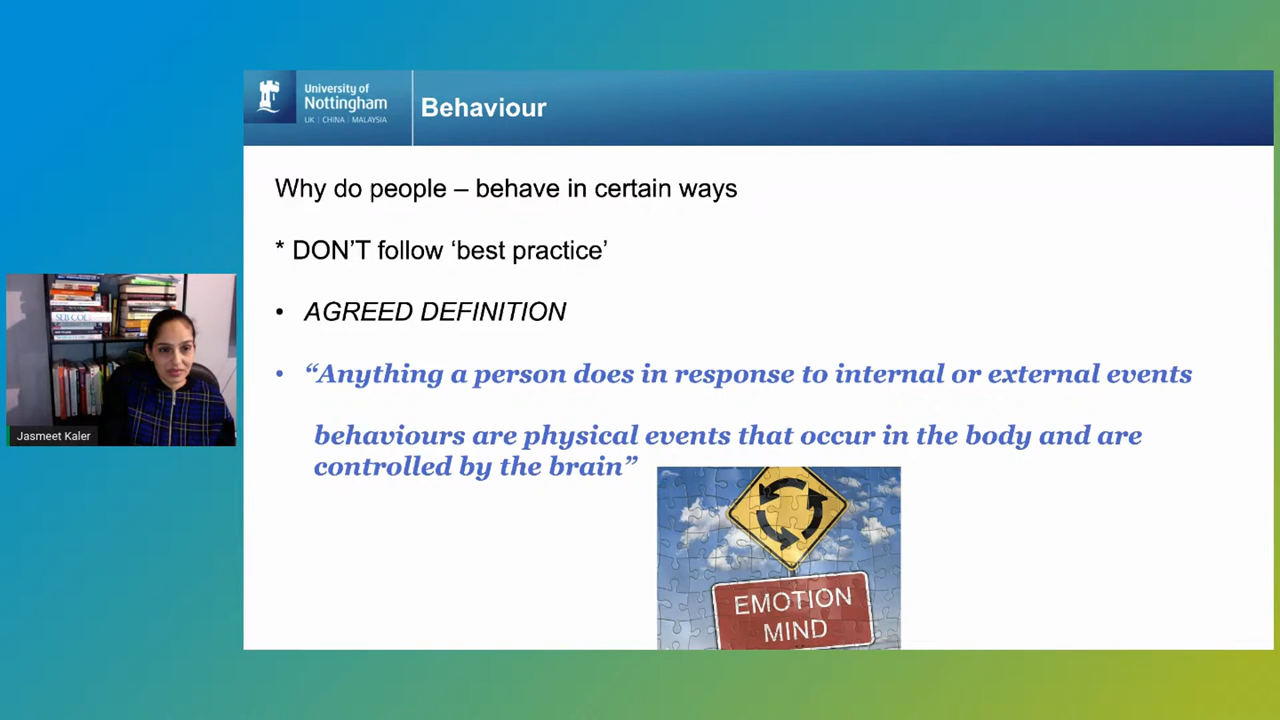 University of
Nottingham
UK | CHINA | MALAYSIA
Behaviour
Why do people – behave in certain ways
* DON'T follow ‘best practice’
• AGREED DEFINITION
• “Anything a person does in response to internal or external events
behaviours are physical events that occur in the body and are
controlled by the brain”
EMOTION
MIND
Jasmeet Kaler